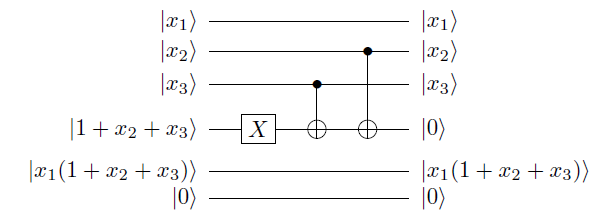 |x₁⟩ |x₁⟩
|x₂⟩ |x₂⟩
|x₃⟩ |x₃⟩
|1 + x₂ + x₃⟩ X |0⟩
|x₁(1 + x₂ + x₃)⟩ |x₁(1 + x₂ + x₃)⟩
|0⟩ |0⟩